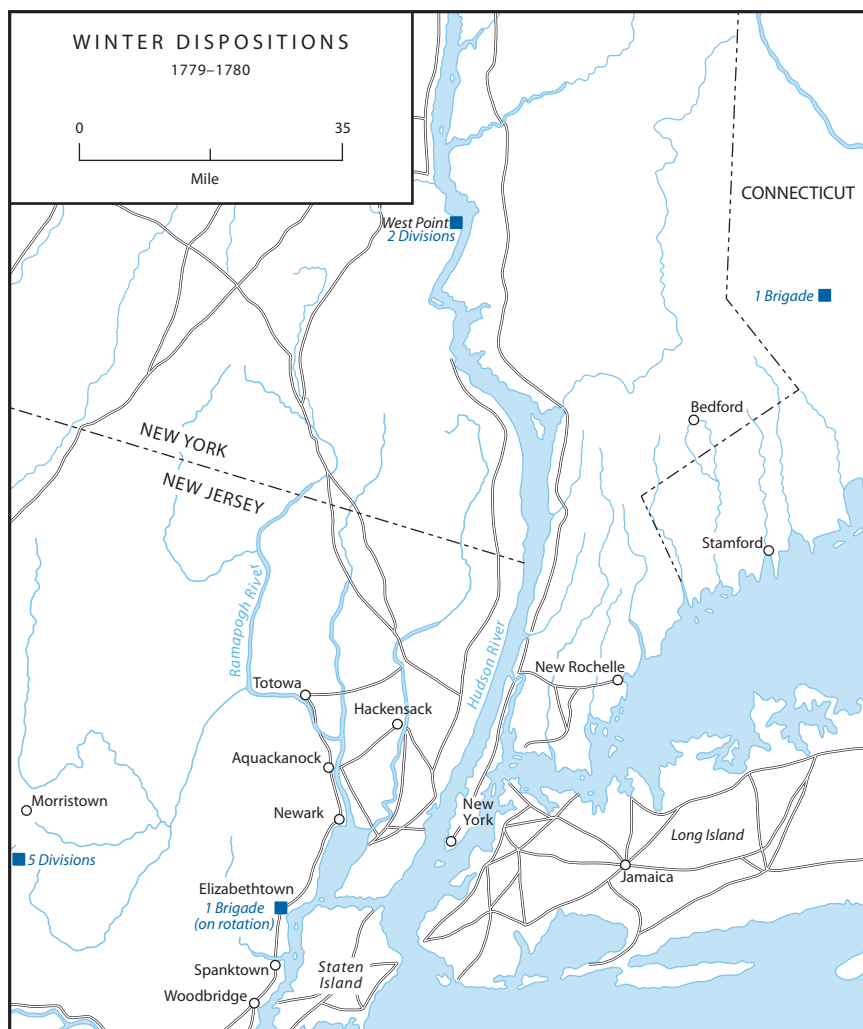 WINTER DISPOSITIONS
1779–1780
0 35
Mile
CONNECTICUT
West Point
2 Divisions
1 Brigade
Bedford
NEW YORK
NEW JERSEY
Stamford
Ramapogh River
Hudson River
New Rochelle
Totowa
Hackensack
Aquackanock
Morristown
Newark
New
York
Long Island
5 Divisions
Jamaica
Elizabethtown
1 Brigade
(on rotation)
Spanktown
Staten
Island
Woodbridge